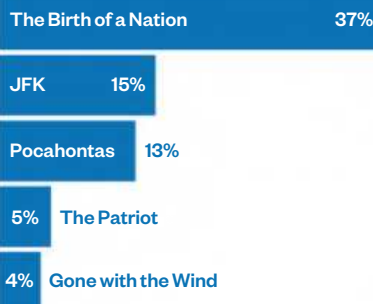 The Birth of a Nation 37%
JFK 15%
Pocahontas 13%
5% The Patriot
4% Gone with the Wind